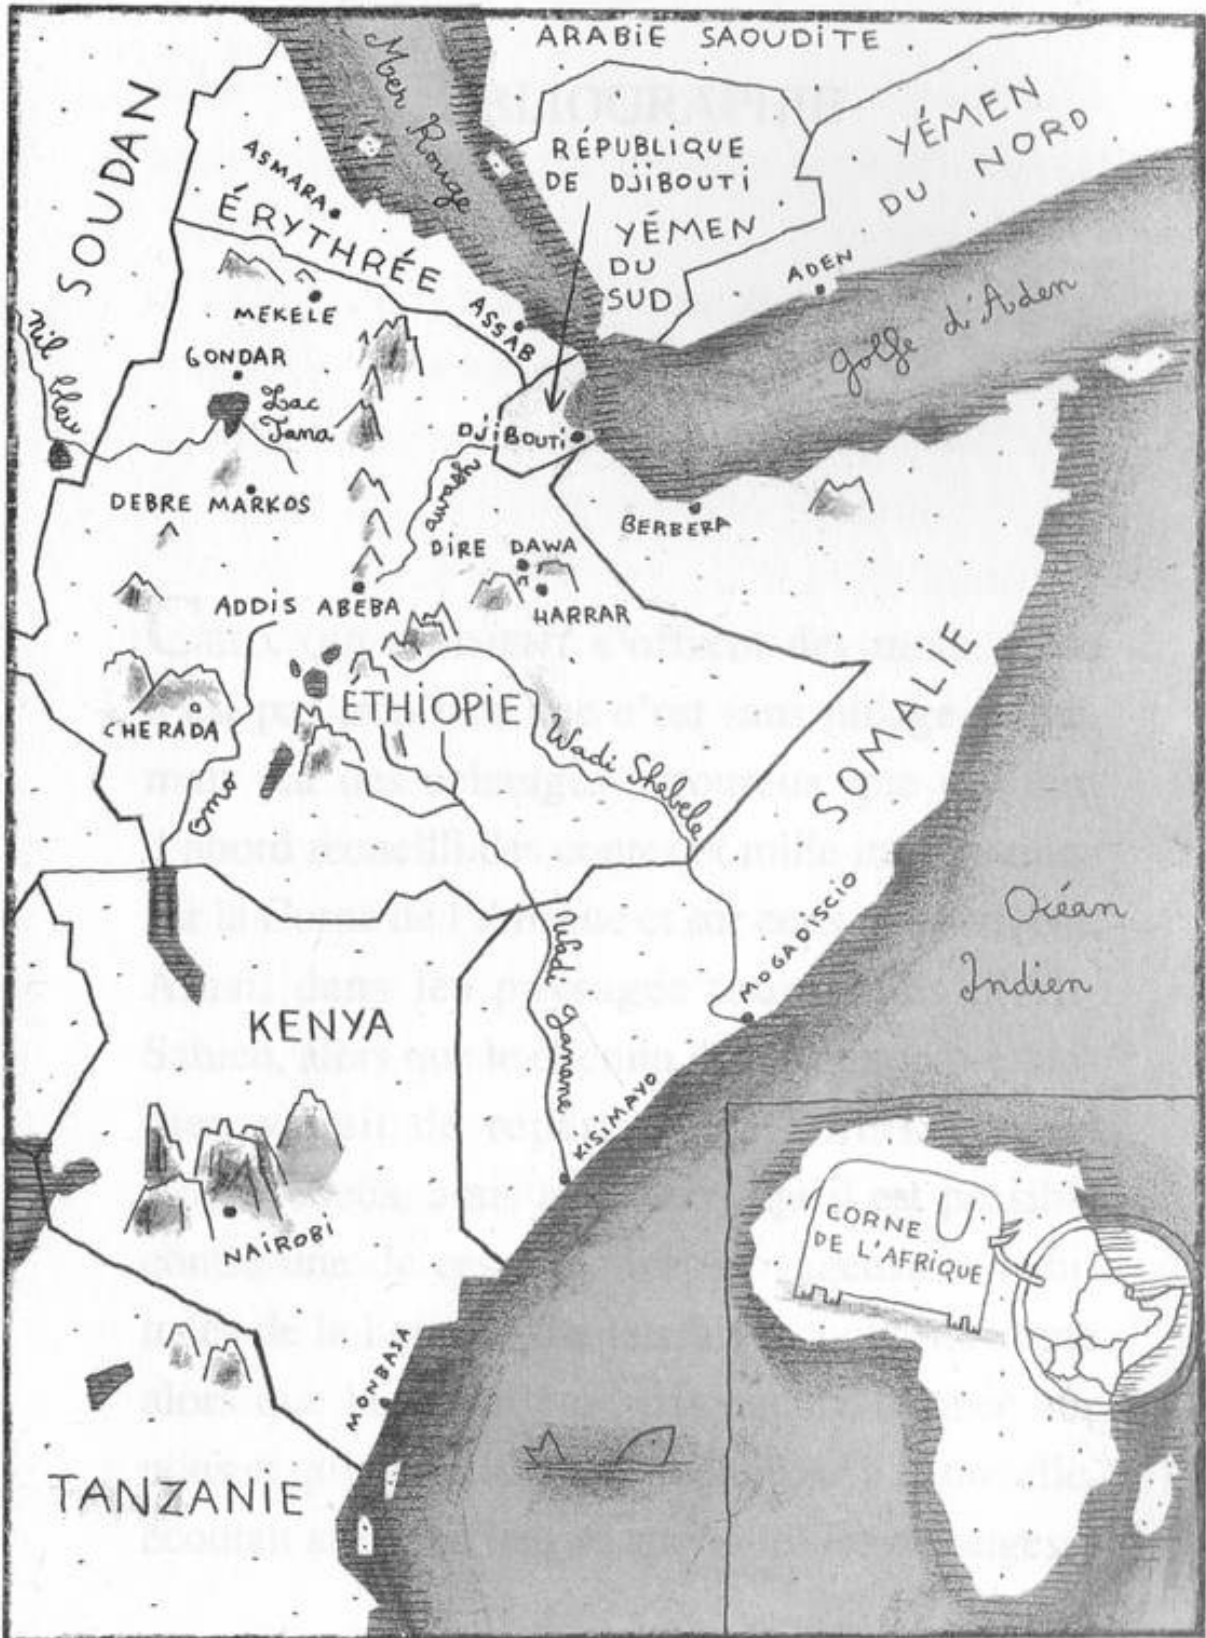 ARABIE SAOUDITE
Mer Rouge
SOUDAN
RÉPUBLIQUE
DE DJIBOUTI
YÉMEN
DU NORD
YÉMEN
DU
SUD
ASMARA
ÉRYTHRÉE
ADEN
MEKELE
ASSAB
Golfe d'Aden
Nil bleu
GONDAR
Lac
Tana
DJIBOUTI
awash
DEBRE MARKOS
BERBERA
DIRE DAWA
ADDIS ABEBA
HARRAR
SOMALIE
ÉTHIOPIE
CHERADA
Wadi Shebele
Omo
Océan
Indien
MOGADISCIO
Wadi Janane
KENYA
KISIMAYO
NAIROBI
CORNE
DE L'AFRIQUE
MONBASA
TANZANIE